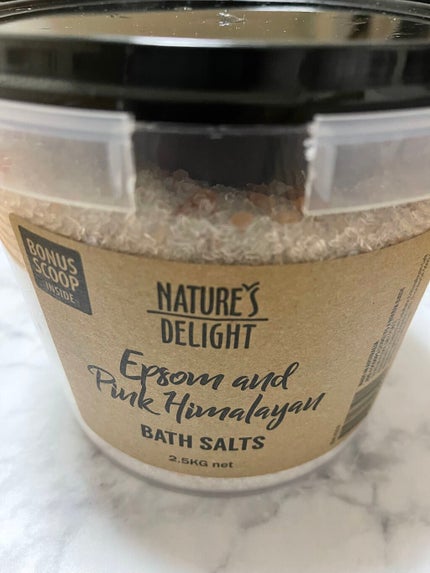 BONUS
SCOOP
INSIDE
NATURE'S
DELIGHT
Epsom and
Pink Himalayan
BATH SALTS
2.5KG net